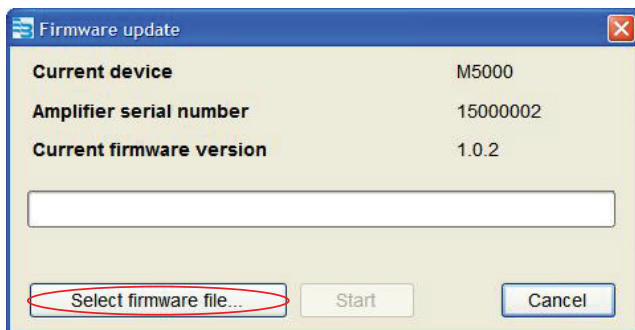 Firmware update
Current device M5000
Amplifier serial number 15000002
Current firmware version 1.0.2
Select firmware file... Start Cancel